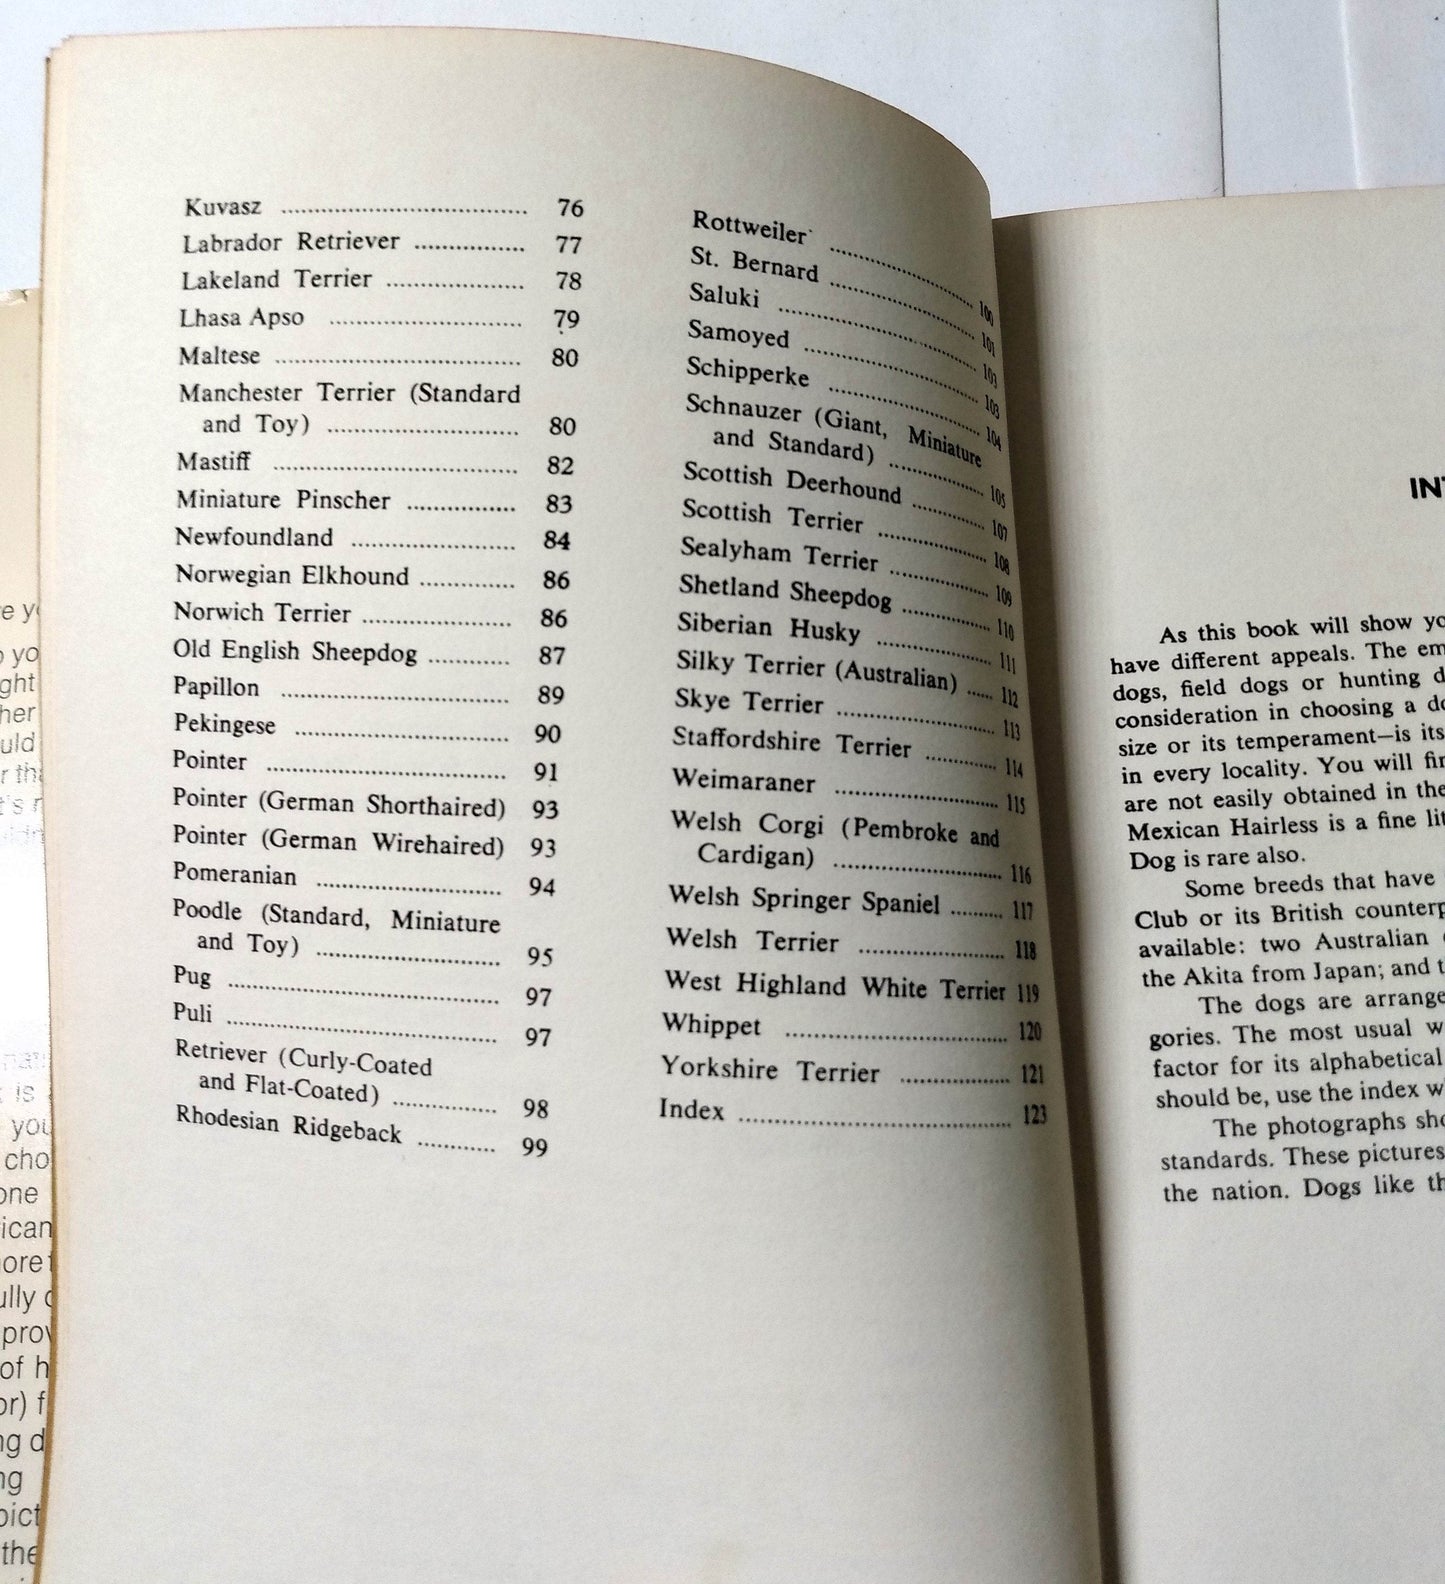 Kuvasz ..................................... 76
Labrador Retriever ................. 77
Lakeland Terrier ..................... 78
Lhasa Apso ............................. 79
Maltese ..................................... 80
Manchester Terrier (Standard
and Toy) ............................. 80
Mastiff ..................................... 82
Miniature Pinscher ................ 83
Newfoundland ......................... 84
Norwegian Elkhound .............. 86
Norwich Terrier ....................... 86
Old English Sheepdog ............ 87
Papillon ................................... 89
Pekingese ................................ 90
Pointer .................................... 91
Pointer (German Shorthaired) 93
Pointer (German Wirehaired) 93
Pomeranian ............................ 94
Poodle (Standard, Miniature
and Toy) ............................ 95
Pug ......................................... 97
Puli ......................................... 97
Retriever (Curly-Coated
and Flat-Coated) ................ 98
Rhodesian Ridgeback ............ 99
Rottweiler ........................ 100
St. Bernard ........................ 101
Saluki ................................
Samoyed ............................ 103
Schipperke ........................ 104
Schnauzer (Giant, Miniature
and Standard) ................ 105
Scottish Deerhound ............ 107
Scottish Terrier ................ 108
Sealyham Terrier ................ 109
Shetland Sheepdog .............. 110
Siberian Husky .................. 111
Silky Terrier (Australian) ...... 112
Skye Terrier ........................ 113
Staffordshire Terrier ............ 114
Weimaraner ........................ 115
Welsh Corgi (Pembroke and
Cardigan) ........................ 116
Welsh Springer Spaniel .......... 117
Welsh Terrier ...................... 118
West Highland White Terrier 119
Whippet ................................ 120
Yorkshire Terrier ................ 121
Index .................................... 123
As this book will show
have different appeals. The
dogs, field dogs or hunting
consideration in choosing a
size or its temperament—is its
in every locality. You will
are not easily obtained in the
Mexican Hairless is a fine
Dog is rare also.
Some breeds that have
Club or its British
available: two Australian
the Akita from Japan; and
The dogs are
gories. The most usual
factor for its alphabetical
should be, use the index
The photographs
standards. These pictures
the nation. Dogs like